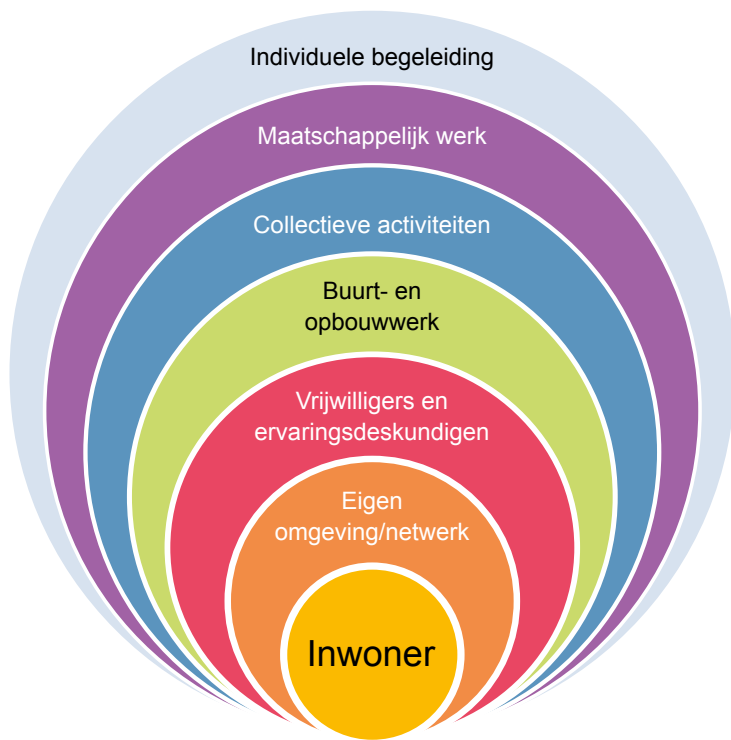 Individuele begeleiding
Maatschappelijk werk
Collectieve activiteiten
Buurt- en
opbouwwerk
Vrijwilligers en
ervaringsdeskundigen
Eigen
omgeving/netwerk
Inwoner